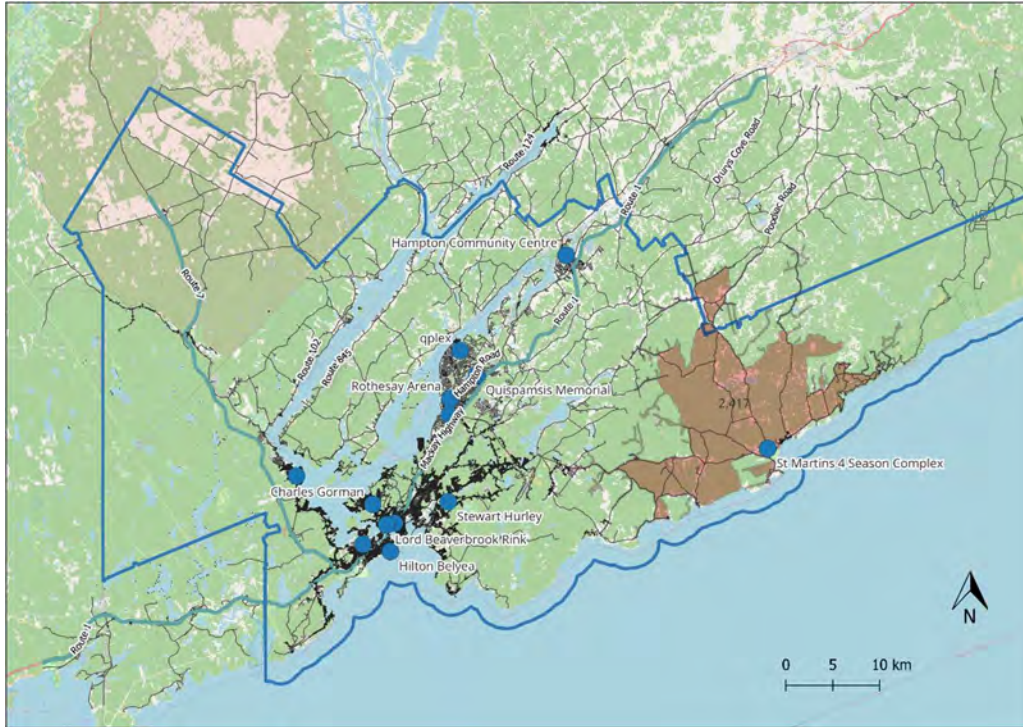 Route 124
Drurys Cove Road
Route 1
Poodiac Road
Hampton Community Centre
Route 7
Route 1
Route 102
Route 845
qplex
Hampton Road
Rothesay Arena
Quispamsis Memorial
Mackay Highway
2,417
St Martins 4 Season Complex
Charles Gorman
Stewart Hurley
Lord Beaverbrook Rink
Hilton Belyea
Route 1
N
0 5 10 km